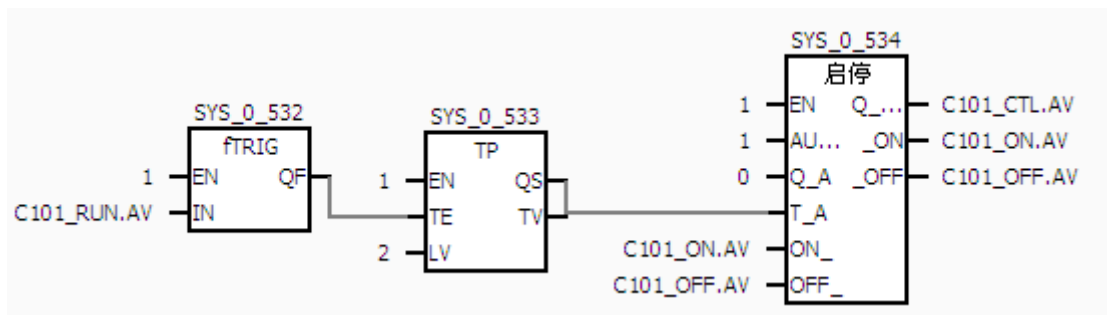 SYS_0_532
fTRIG
1 EN QF
C101_RUN.AV IN
SYS_0_533
TP
1 EN QS
TE TV
2 LV
SYS_0_534
启停
1 EN Q_... C101_CTL.AV
1 AU... _ON C101_ON.AV
0 Q_A _OFF C101_OFF.AV
T_A
C101_ON.AV ON_
C101_OFF.AV OFF_